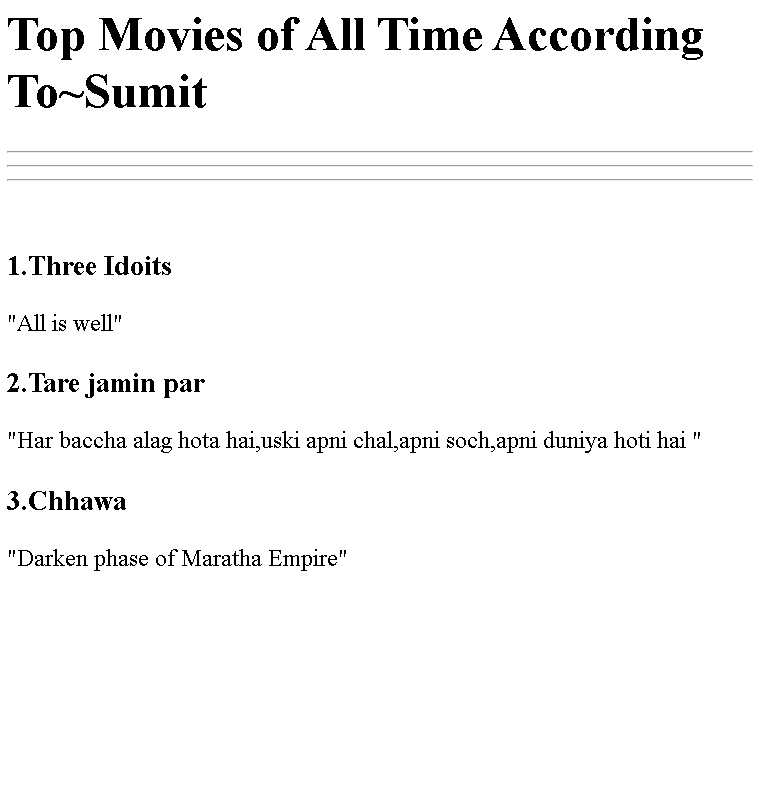 Top Movies of All Time According
To~Sumit
1.Three Idoits
"All is well"
2.Tare jamin par
"Har baccha alag hota hai,uski apni chal,apni soch,apni duniya hoti hai "
3.Chhawa
"Darken phase of Maratha Empire"